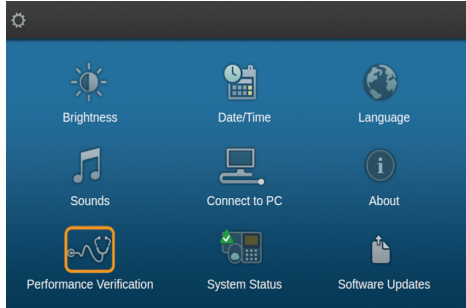 Brightness
Date/Time
Language
Sounds
Connect to PC
About
Performance Verification
System Status
Software Updates